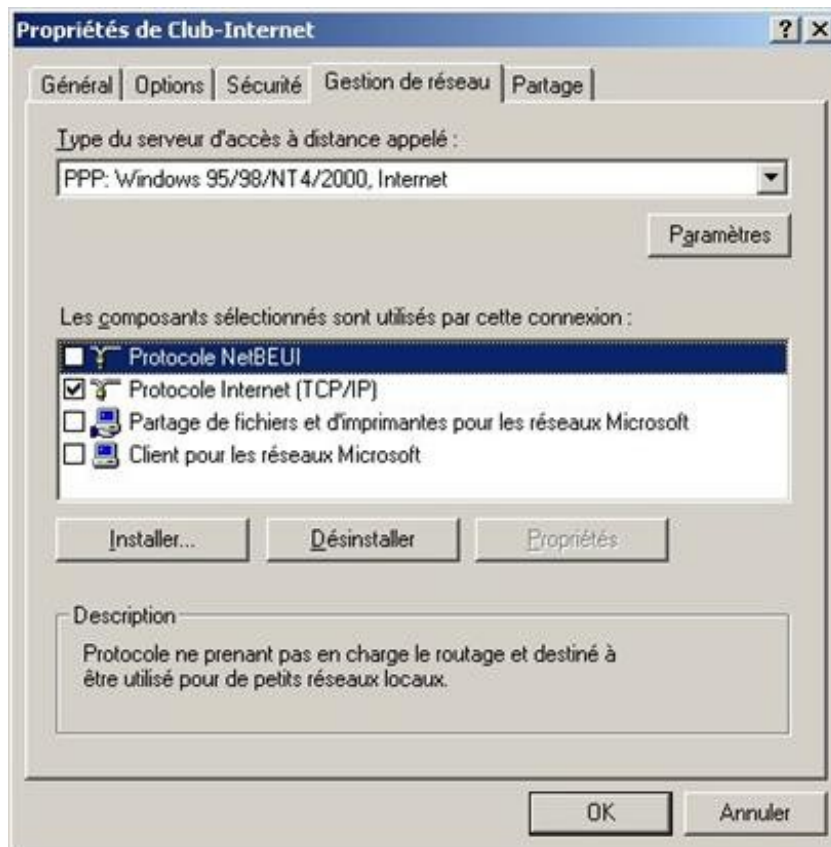 Propriétés de Club-Internet
Général
Options
Sécurité
Gestion de réseau
Partage
Type du serveur d'accès à distance appelé :
PPP: Windows 95/98/NT4/2000, Internet
Paramètres
Les composants sélectionnés sont utilisés par cette connexion :
Protocole NetBEUI
Protocole Internet (TCP/IP)
Partage de fichiers et d'imprimantes pour les réseaux Microsoft
Client pour les réseaux Microsoft
Installer...
Désinstaller
Propriétés
Description
Protocole ne prenant pas en charge le routage et destiné à
être utilisé pour de petits réseaux locaux.
OK
Annuler